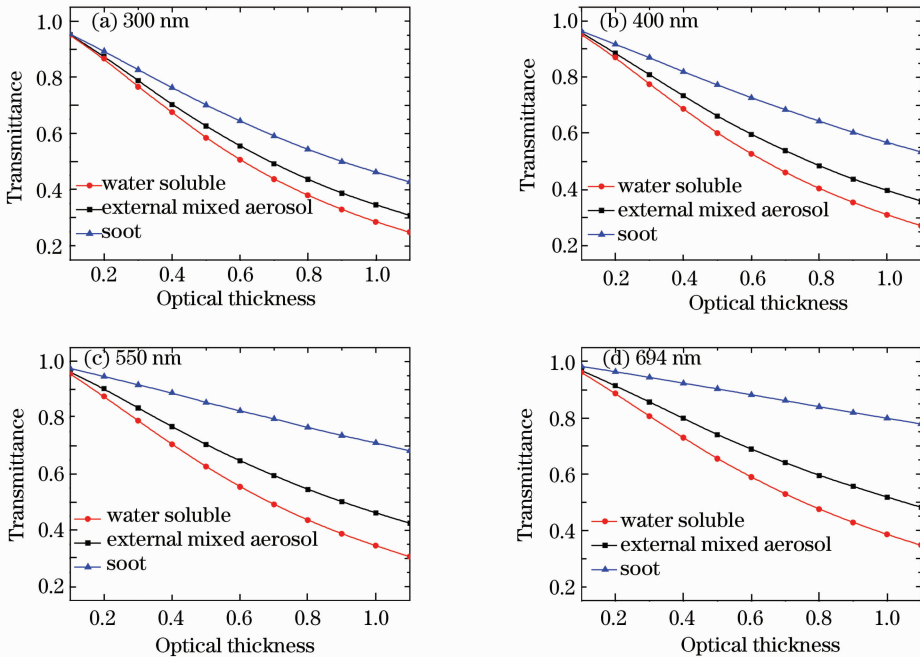 (a) 300 nm
1.0
0.8
0.6
0.4
0.2
Transmittance
water soluble
external mixed aerosol
soot
0.2 0.4 0.6 0.8 1.0
Optical thickness
(b) 400 nm
1.0
0.8
0.6
0.4
0.2
Transmittance
water soluble
external mixed aerosol
soot
0.2 0.4 0.6 0.8 1.0
Optical thickness
(c) 550 nm
1.0
0.8
0.6
0.4
0.2
Transmittance
water soluble
external mixed aerosol
soot
0.2 0.4 0.6 0.8 1.0
Optical thickness
(d) 694 nm
1.0
0.8
0.6
0.4
0.2
Transmittance
water soluble
external mixed aerosol
soot
0.2 0.4 0.6 0.8 1.0
Optical thickness